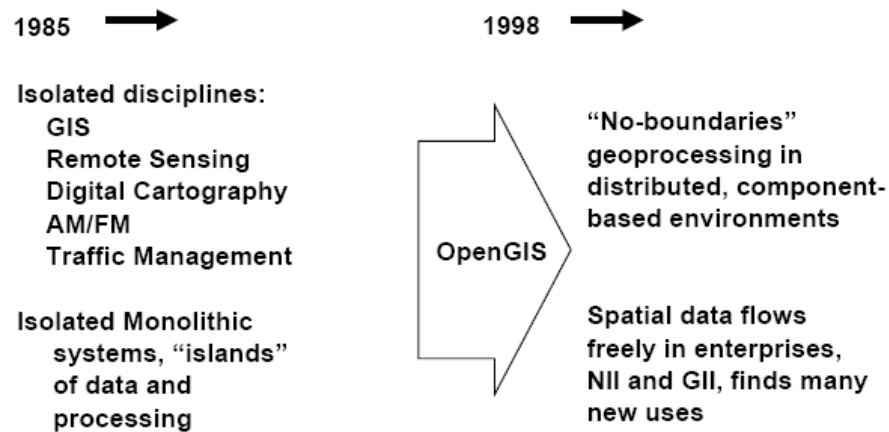 1985
1998
Isolated disciplines:
GIS
Remote Sensing
Digital Cartography
AM/FM
Traffic Management
Isolated Monolithic
systems, “islands”
of data and
processing
OpenGIS
“No-boundaries”
geoprocessing in
distributed, component-
based environments
Spatial data flows
freely in enterprises,
NII and GII, finds many
new uses